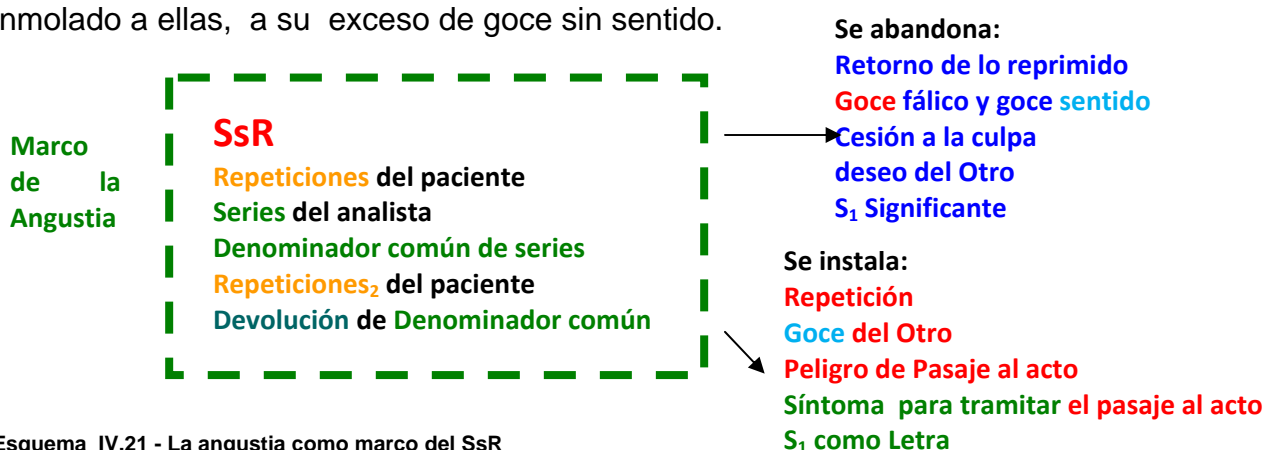 nmolado a ellas, a su exceso de goce sin sentido.
Marco
de la
Angustia
SsR
Repeticiones del paciente
Series del analista
Denominador común de series
Repeticiones₂ del paciente
Devolución de Denominador común
Se abandona:
Retorno de lo reprimido
Goce fálico y goce sentido
Cesión a la culpa
deseo del Otro
S₁ Significante
Se instala:
Repetición
Goce del Otro
Peligro de Pasaje al acto
Síntoma para tramitar el pasaje al acto
S₁ como Letra
Esquema IV.21 - La angustia como marco del SsR